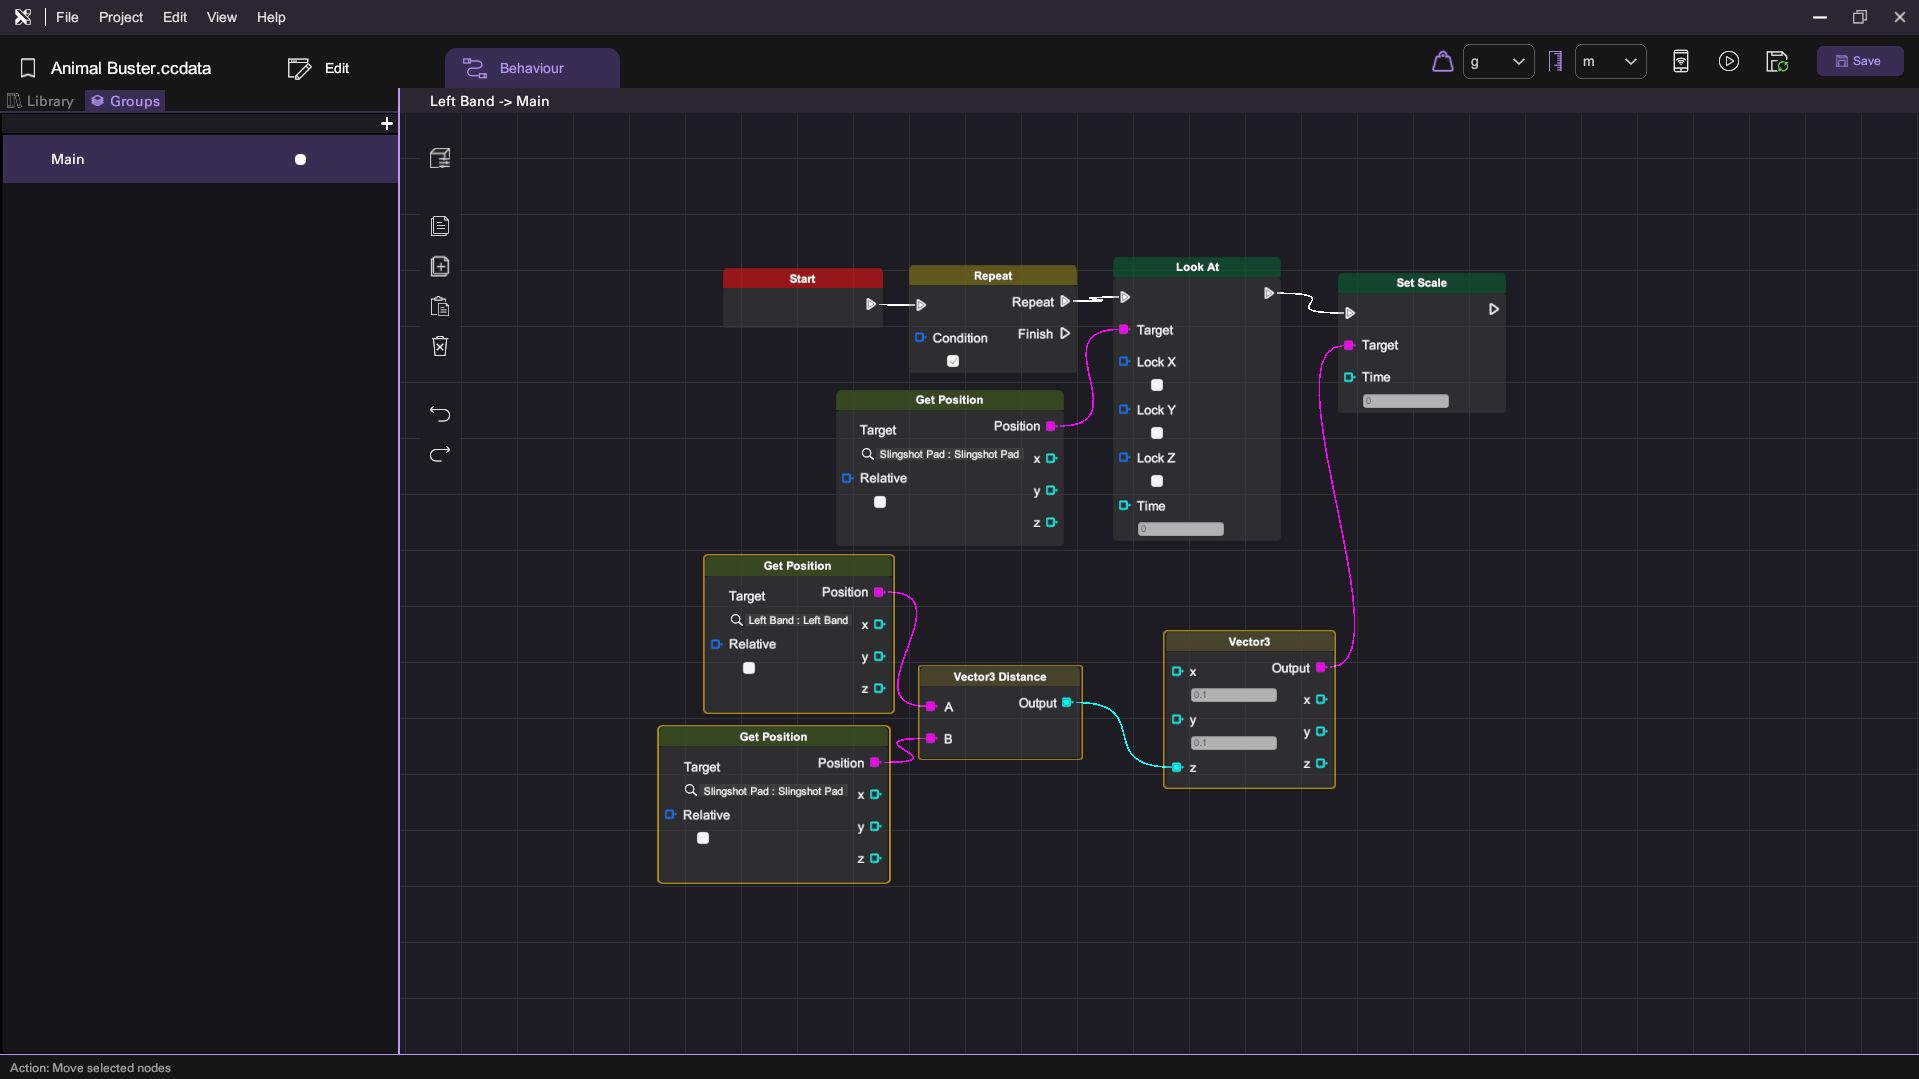 File Project Edit View Help
Animal Buster.ccdata
Edit
Behaviour
g
m
Save
Library
Groups
Left Band -> Main
+
Main
Start
Repeat
Repeat
Finish
Condition
Look At
Target
Lock X
Lock Y
Lock Z
Time
0
Set Scale
Target
Time
0
Get Position
Target
Position
Slingshot Pad : Slingshot Pad
x
Relative
y
z
Get Position
Target
Position
Left Band : Left Band
x
Relative
y
z
Vector3 Distance
A
Output
B
Get Position
Target
Position
Slingshot Pad : Slingshot Pad
x
Relative
y
z
Vector3
x
Output
0.1
x
y
y
0.1
z
z
Action: Move selected nodes